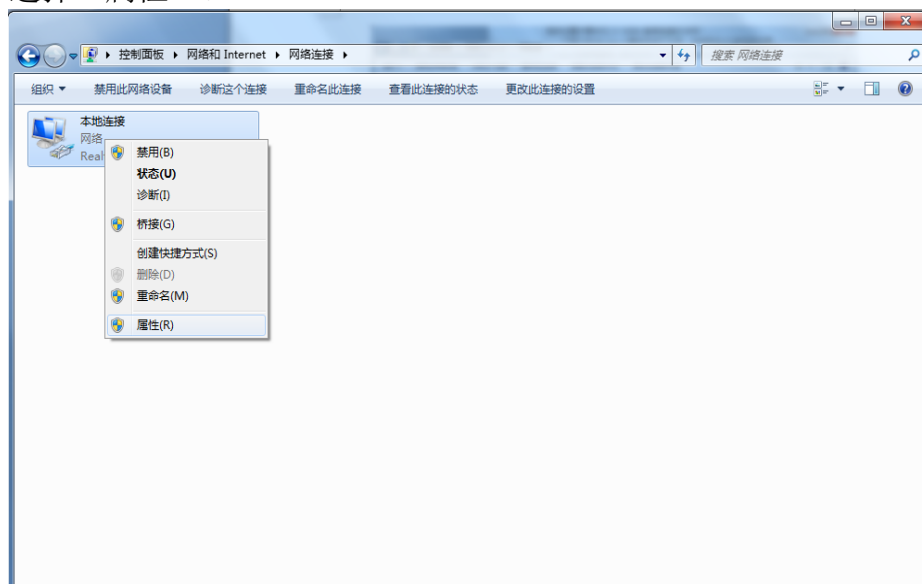 控制面板 网络和 Internet 网络连接 搜索 网络连接
组织 禁用此网络设备 诊断这个连接 重命名此连接 查看此连接的状态 更改此连接的设置
本地连接
网络
Real
禁用(B)
状态(U)
诊断(I)
桥接(G)
创建快捷方式(S)
删除(D)
重命名(M)
属性(R)